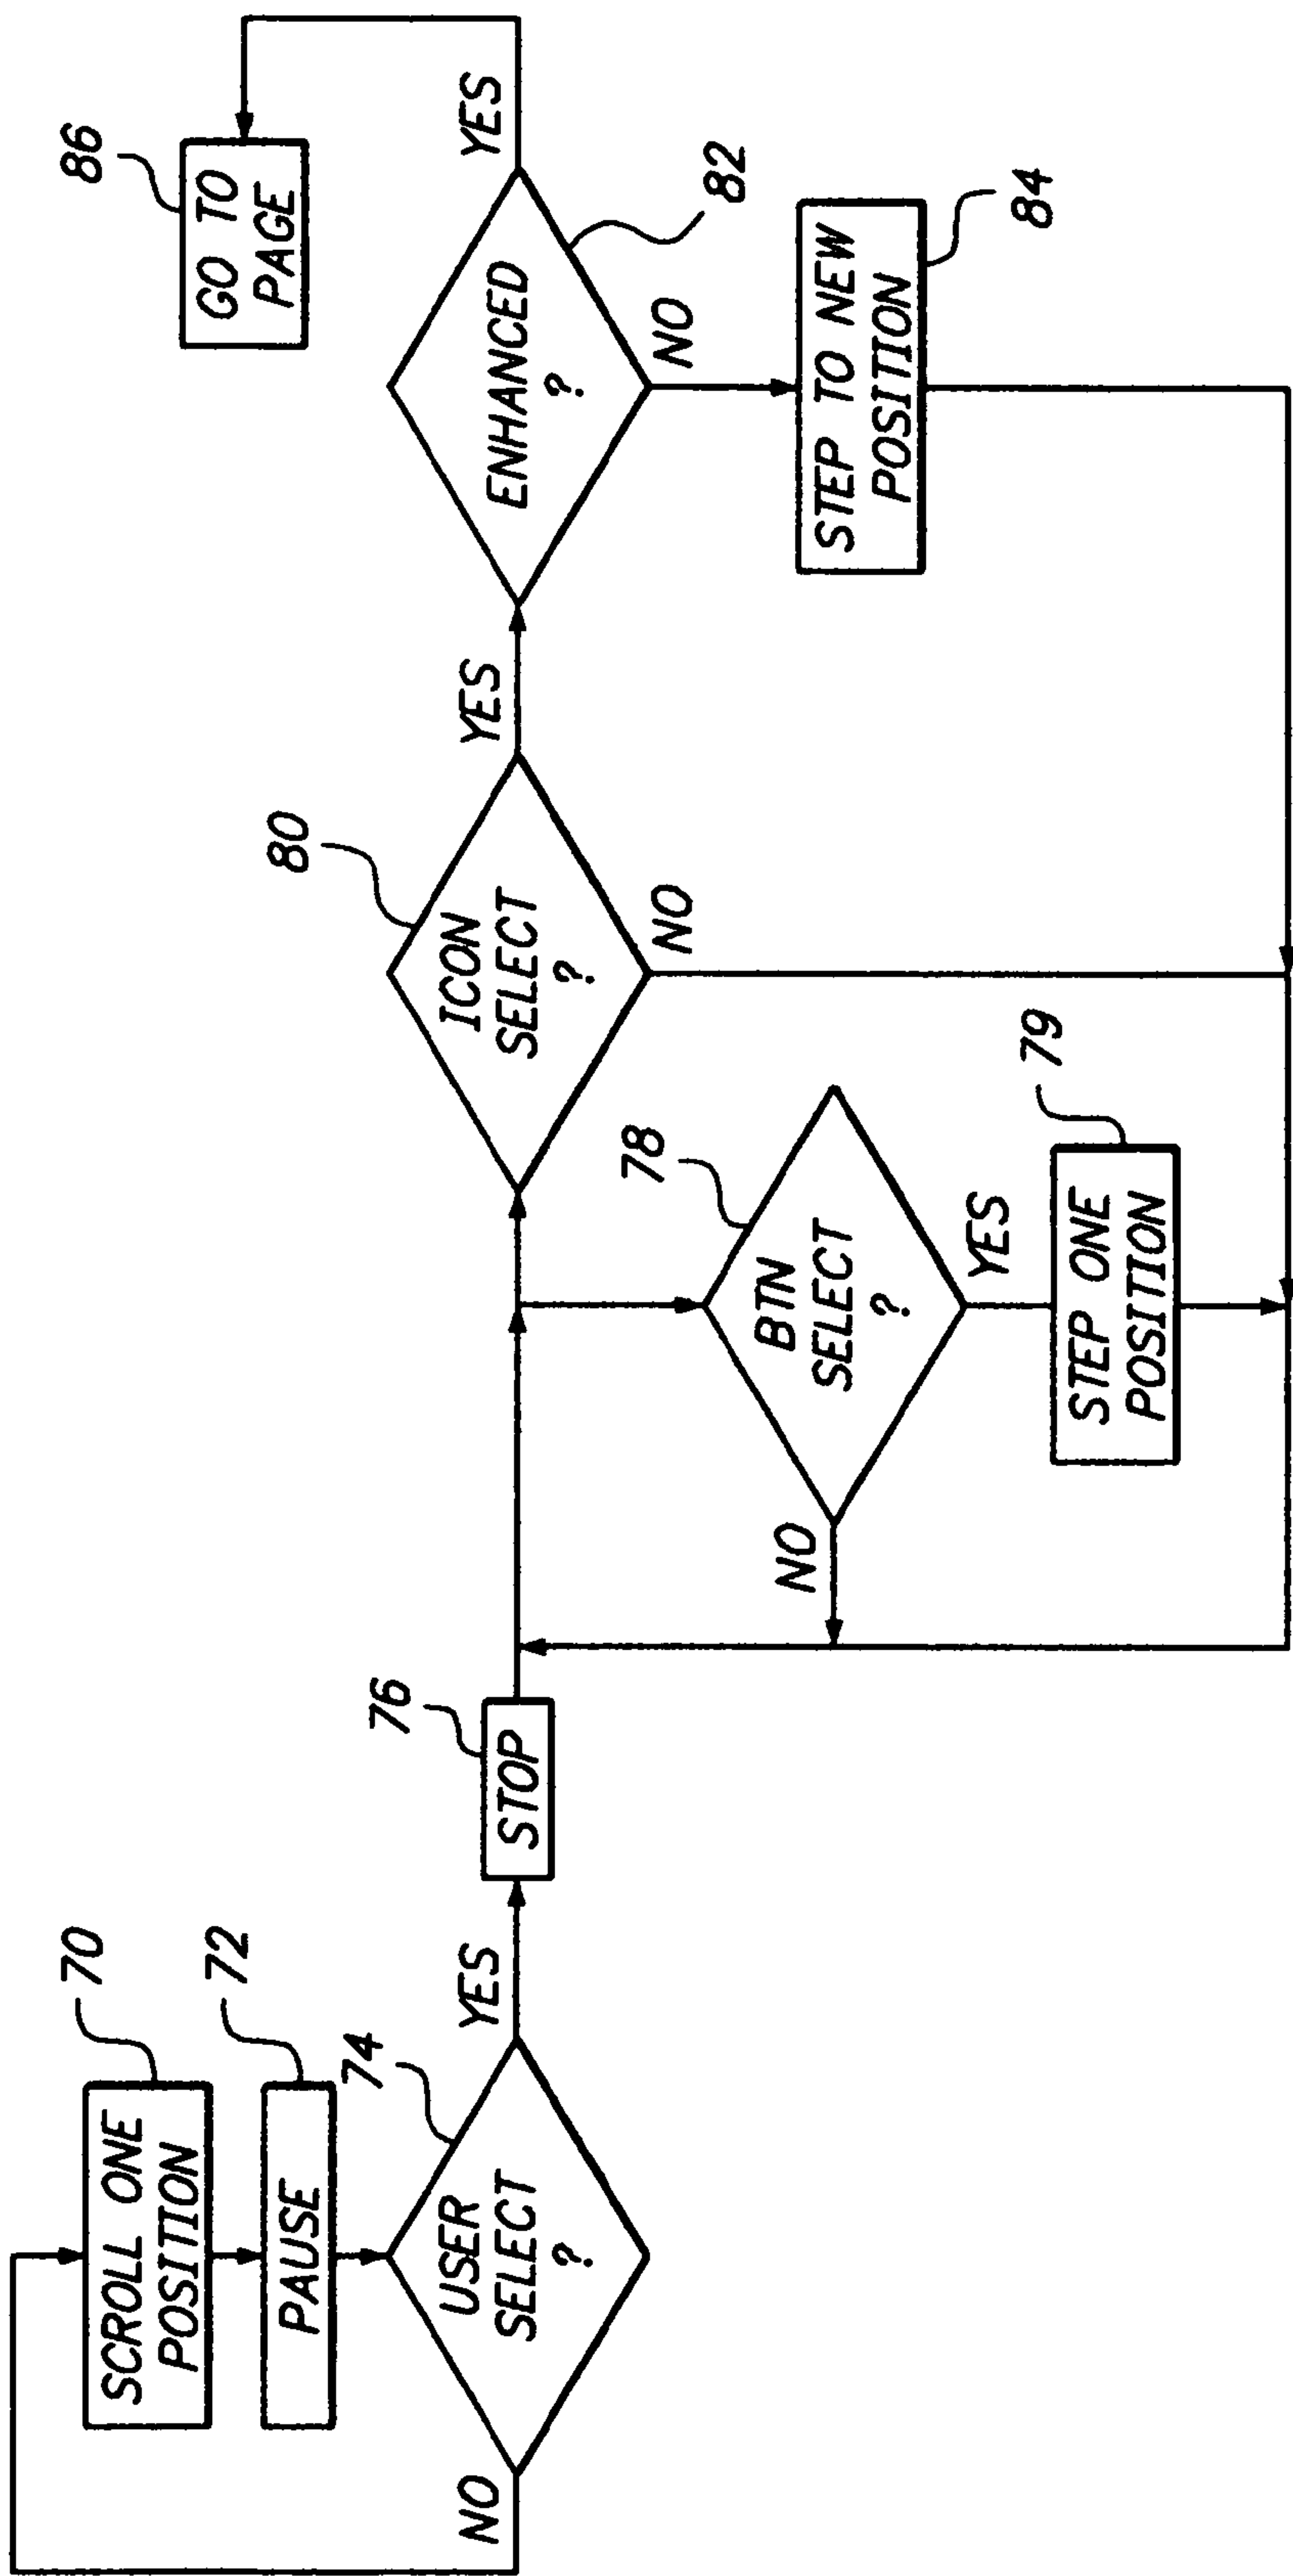 70
SCROLL ONE
POSITION
72
PAUSE
74
USER
SELECT
?
NO
YES
76
STOP
78
BTN
SELECT
?
NO
YES
79
STEP ONE
POSITION
80
ICON
SELECT
?
NO
YES
82
ENHANCED
?
NO
YES
84
STEP TO NEW
POSITION
86
GO TO
PAGE